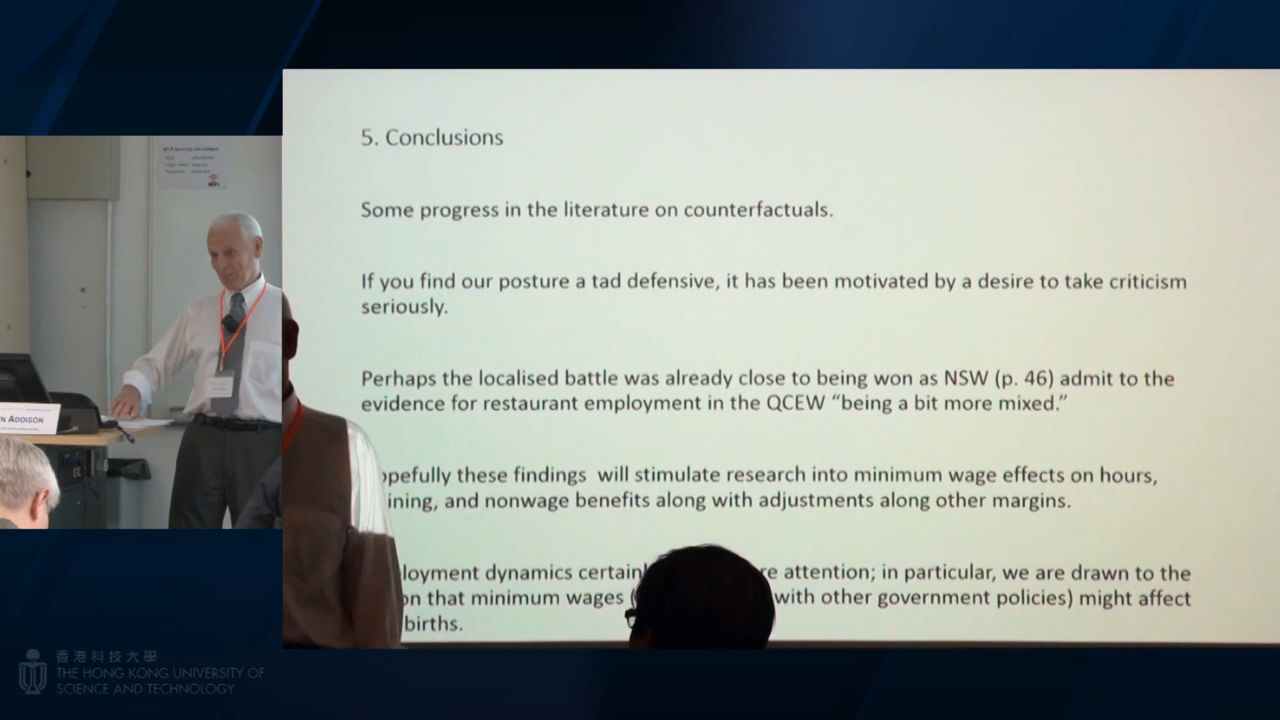 5. Conclusions
Some progress in the literature on counterfactuals.
If you find our posture a tad defensive, it has been motivated by a desire to take criticism
seriously.
Perhaps the localised battle was already close to being won as NSW (p. 46) admit to the
evidence for restaurant employment in the QCEW “being a bit more mixed.”
opefully these findings will stimulate research into minimum wage effects on hours,
ining, and nonwage benefits along with adjustments along other margins.
loyment dynamics certain re attention; in particular, we are drawn to the
on that minimum wages ( with other government policies) might affect
births.
N ADDISON
香港科技大學
THE HONG KONG UNIVERSITY OF
SCIENCE AND TECHNOLOGY